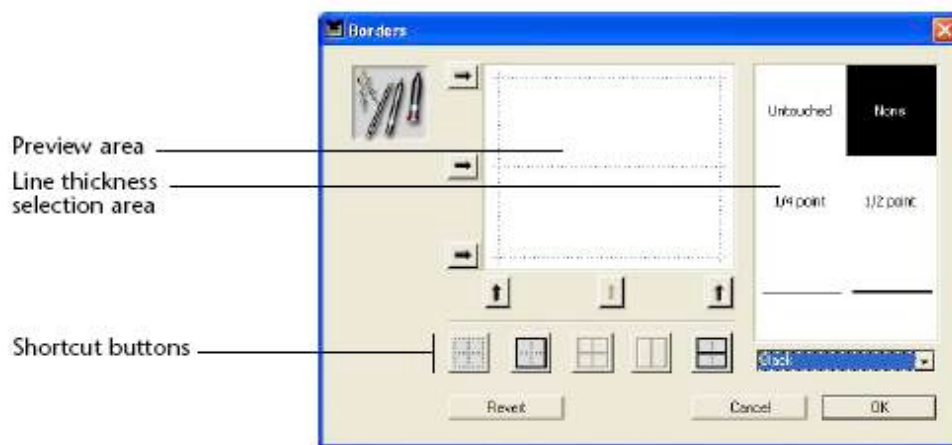 Borders
Preview area
Line thickness
selection area
Shortcut buttons
Untouched
None
1/4 point
1/2 point
Black
Revert
Cancel
OK